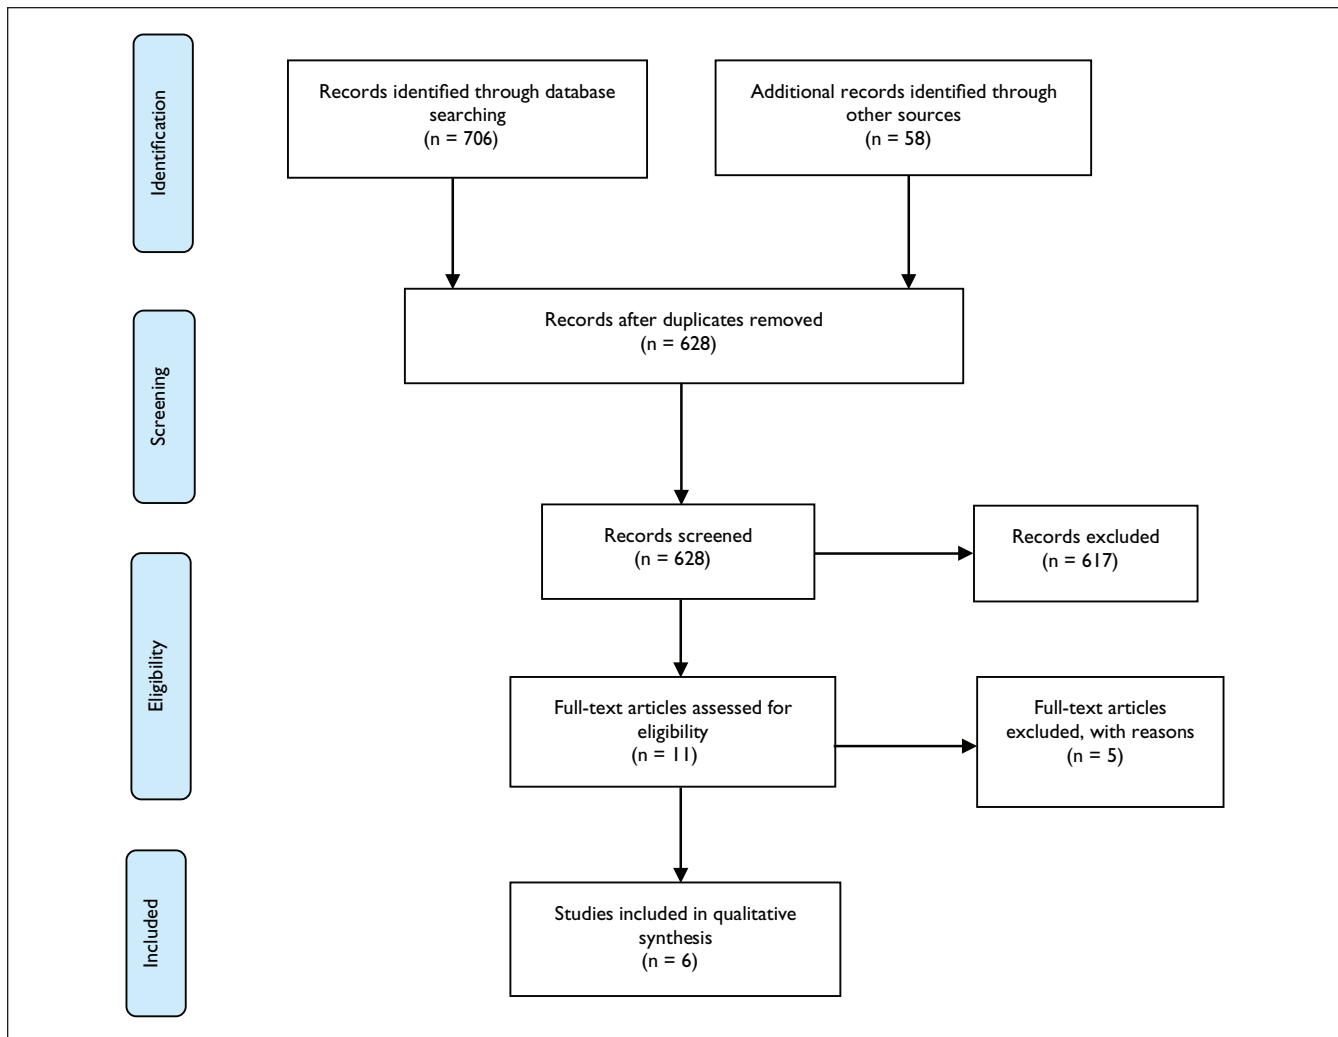 Identification
Records identified through database
searching
(n = 706)
Additional records identified through
other sources
(n = 58)
Screening
Records after duplicates removed
(n = 628)
Records screened
(n = 628)
Records excluded
(n = 617)
Eligibility
Full-text articles assessed for
eligibility
(n = 11)
Full-text articles
excluded, with reasons
(n = 5)
Included
Studies included in qualitative
synthesis
(n = 6)